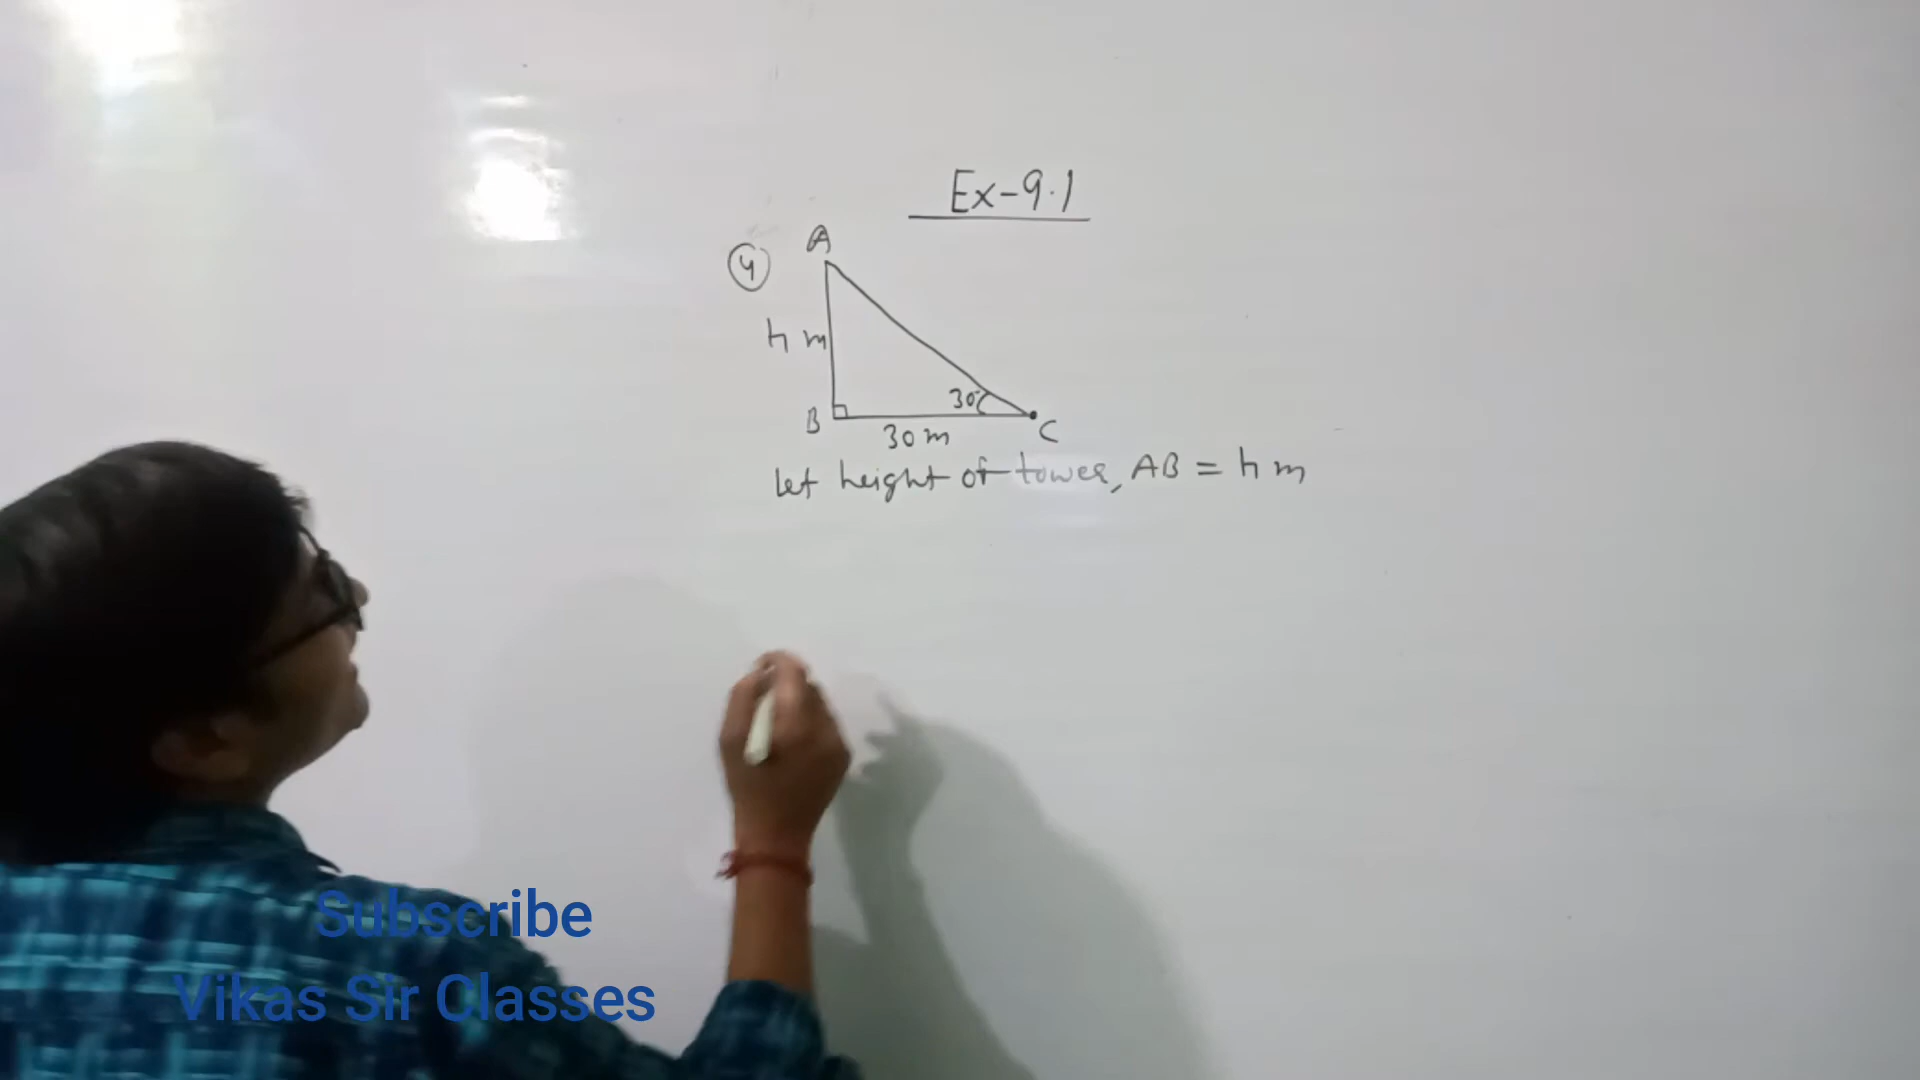 Ex-9.1
4
A
h m
30°
B
30 m
C
Let height of tower, AB = h m
Subscribe
Vikas Sir Classes